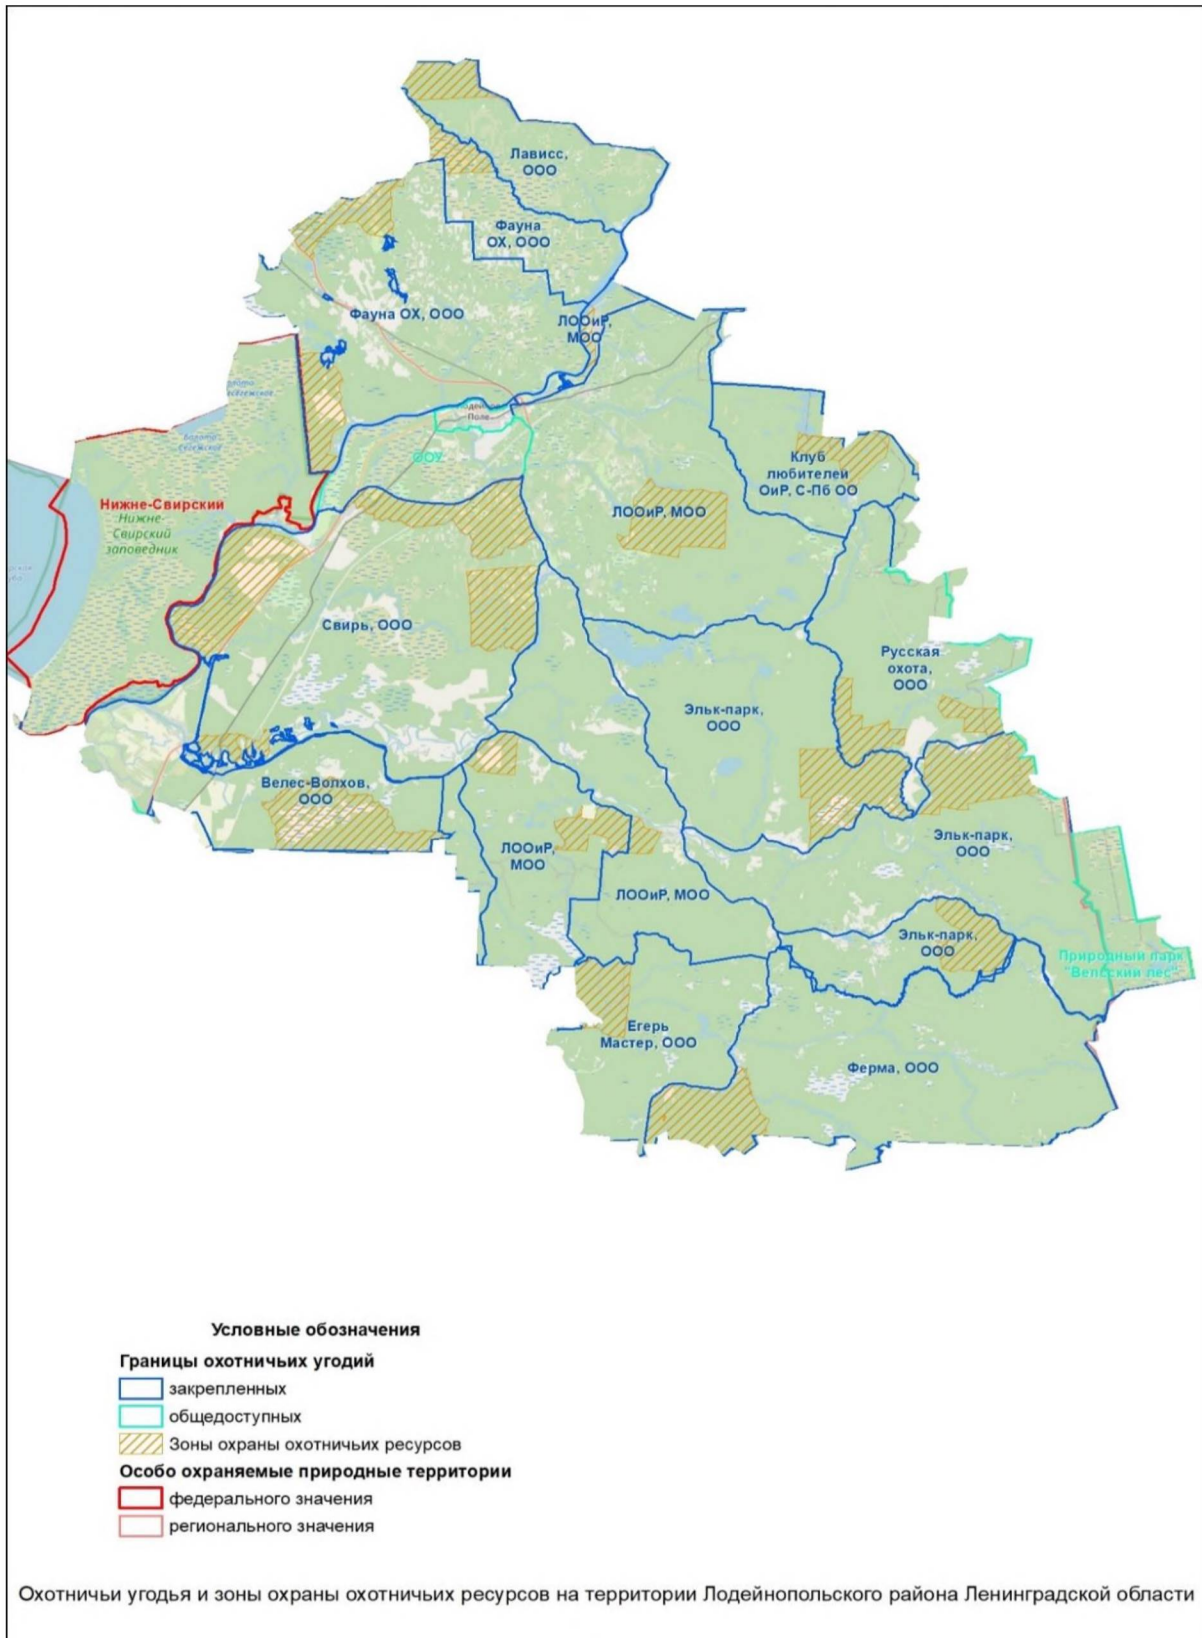 Лависс,
ООО
Фауна
ОХ, ООО
Фауна ОХ, ООО
ЛООиР,
МОО
Поле
ООУ
Клуб
любителей
ОиР, С-Пб ОО
Нижне-Свирский
Нижне-
Свирский
заповедник
ЛООиР, МОО
Свирь, ООО
Русская
охота,
ООО
Эльк-парк,
ООО
Велес-Волхов,
ООО
ЛООиР,
МОО
Эльк-парк,
ООО
ЛООиР, МОО
Эльк-парк,
ООО
Природный парк
"Вепсский лес"
Егерь
Мастер, ООО
Ферма, ООО
Условные обозначения
Границы охотничьих угодий
закрепленных
общедоступных
Зоны охраны охотничьих ресурсов
Особо охраняемые природные территории
федерального значения
регионального значения
Охотничьи угодья и зоны охраны охотничьих ресурсов на территории Лодейнопольского района Ленинградской области